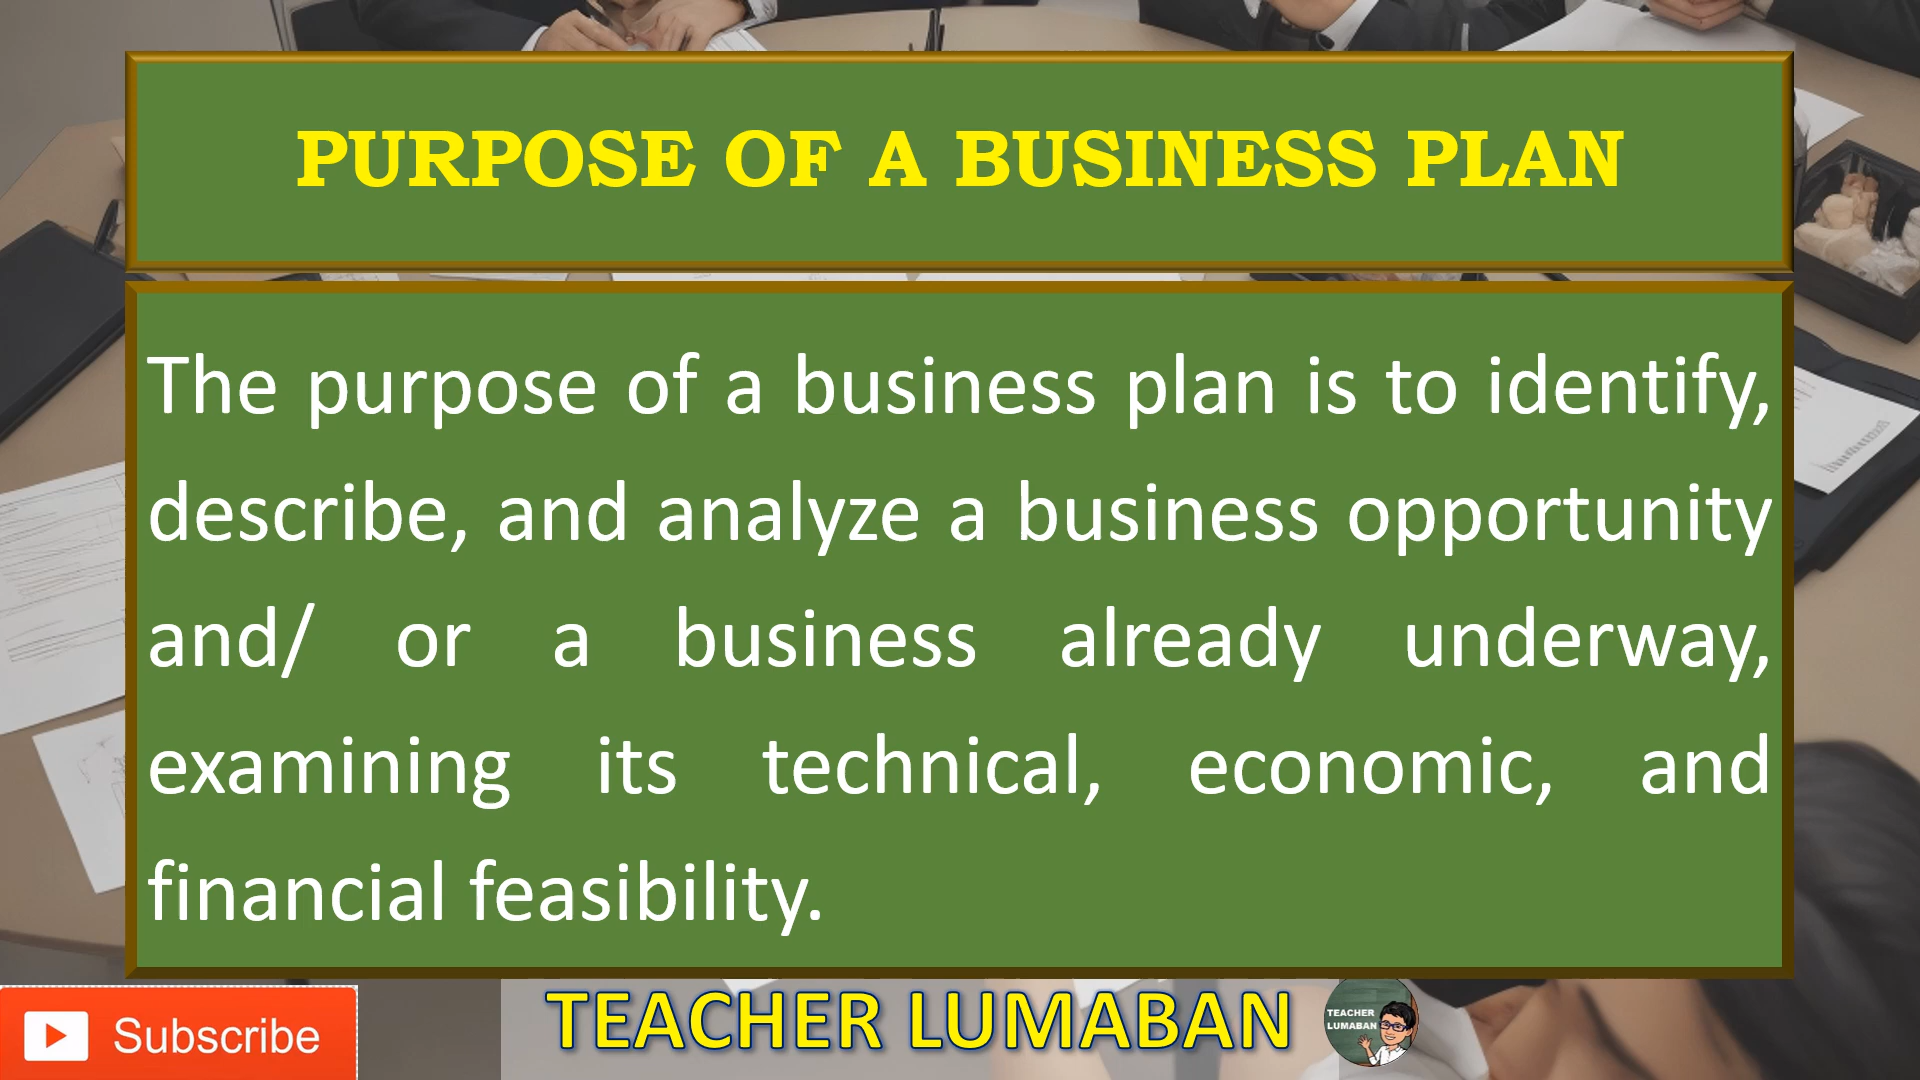 PURPOSE OF A BUSINESS PLAN
The purpose of a business plan is to identify,
describe, and analyze a business opportunity
and/ or a business already underway,
examining its technical, economic, and
financial feasibility.
Subscribe
TEACHER LUMABAN
TEACHER
LUMABAN